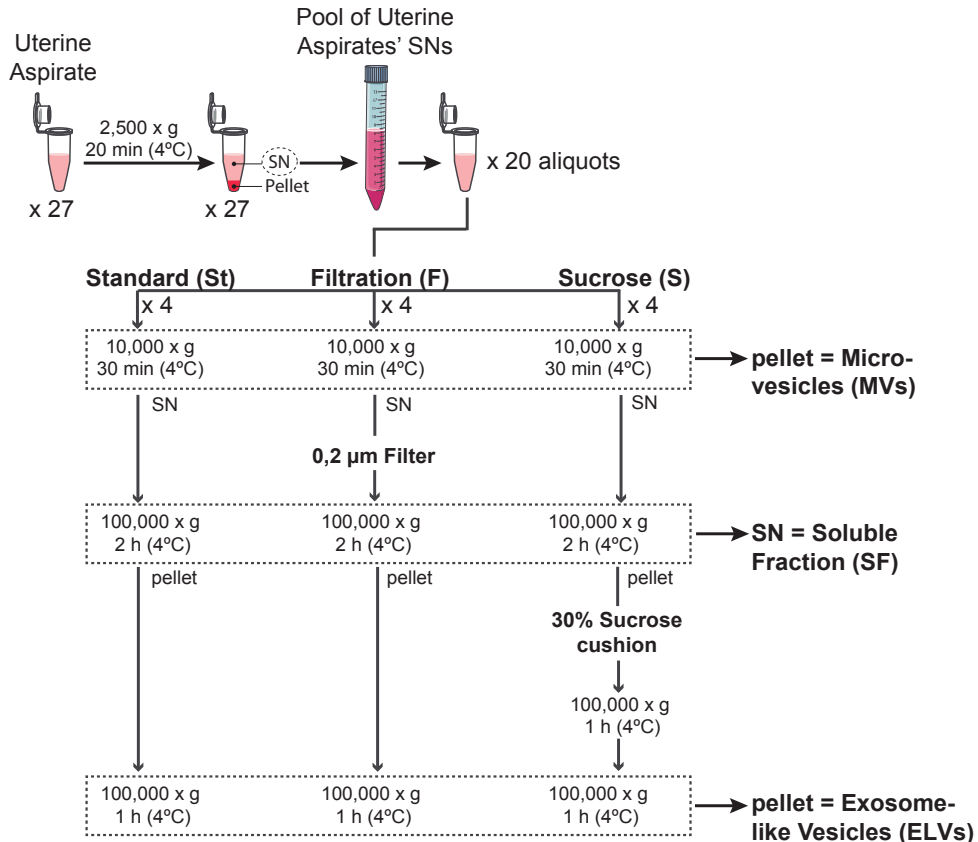 Uterine
Aspirate
2,500 x g
20 min (4ºC)
x 27
SN
Pellet
x 27
Pool of Uterine
Aspirates' SNs
x 20 aliquots
Standard (St)
Filtration (F)
Sucrose (S)
x 4
x 4
x 4
10,000 x g
30 min (4ºC)
10,000 x g
30 min (4ºC)
10,000 x g
30 min (4ºC)
pellet = Micro-
vesicles (MVs)
SN
SN
SN
0,2 µm Filter
100,000 x g
2 h (4ºC)
100,000 x g
2 h (4ºC)
100,000 x g
2 h (4ºC)
SN = Soluble
Fraction (SF)
pellet
pellet
pellet
30% Sucrose
cushion
100,000 x g
1 h (4ºC)
100,000 x g
1 h (4ºC)
100,000 x g
1 h (4ºC)
100,000 x g
1 h (4ºC)
pellet = Exosome-
like Vesicles (ELVs)